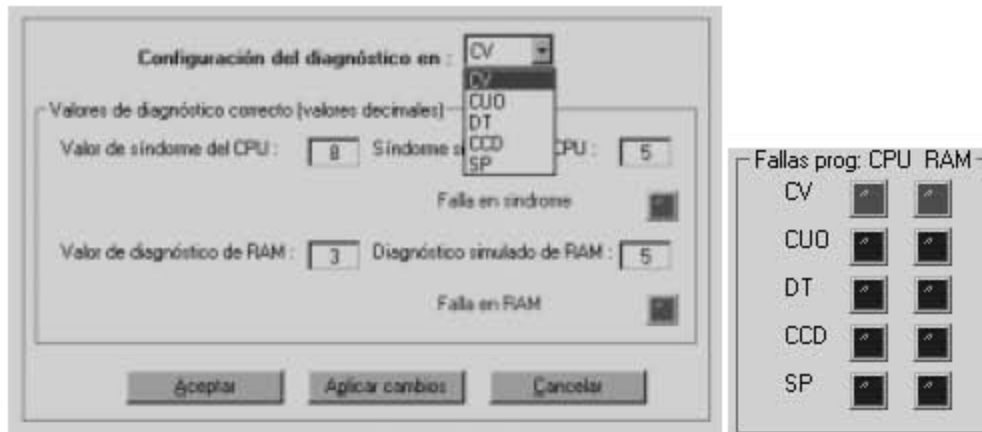 Configuración del diagnóstico en : CV
CV
CUO
DT
CCD
SP
Valores de diagnóstico correcto (valores decimales)
Valor de síndorme del CPU : 8 Síndome s CPU : 5
Falla en síndrome
Valor de diagnóstico de RAM : 3 Diagnóstico simulado de RAM : 5
Falla en RAM
Aceptar Aplicar cambios Cancelar
Fallas prog: CPU RAM
CV
CUO
DT
CCD
SP